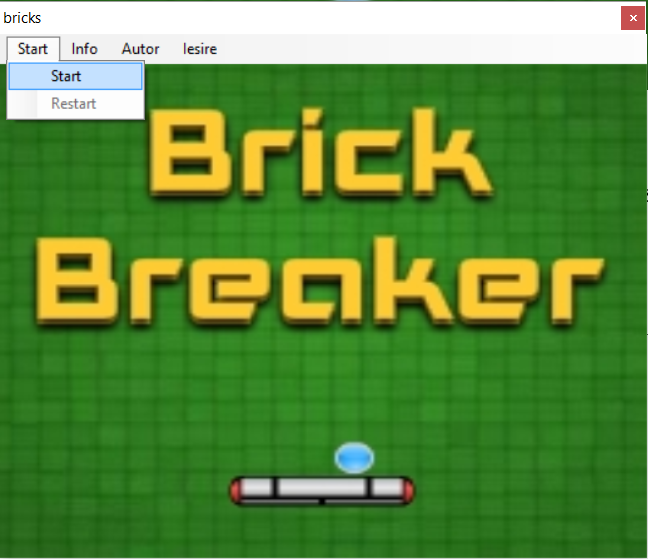 bricks
Start Info Autor Iesire
Start
Restart
Brick
Breaker